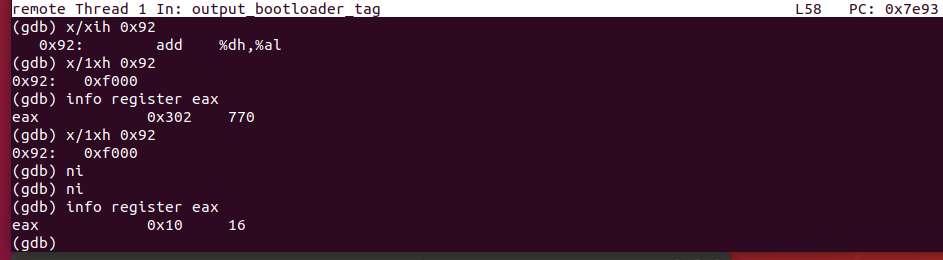 remote Thread 1 In: output_bootloader_tag L58 PC: 0x7e93
(gdb) x/xih 0x92
   0x92:        add    %dh,%al
(gdb) x/1xh 0x92
0x92:   0xf000
(gdb) info register eax
eax            0x302    770
(gdb) x/1xh 0x92
0x92:   0xf000
(gdb) ni
(gdb) ni
(gdb) info register eax
eax            0x10     16
(gdb)